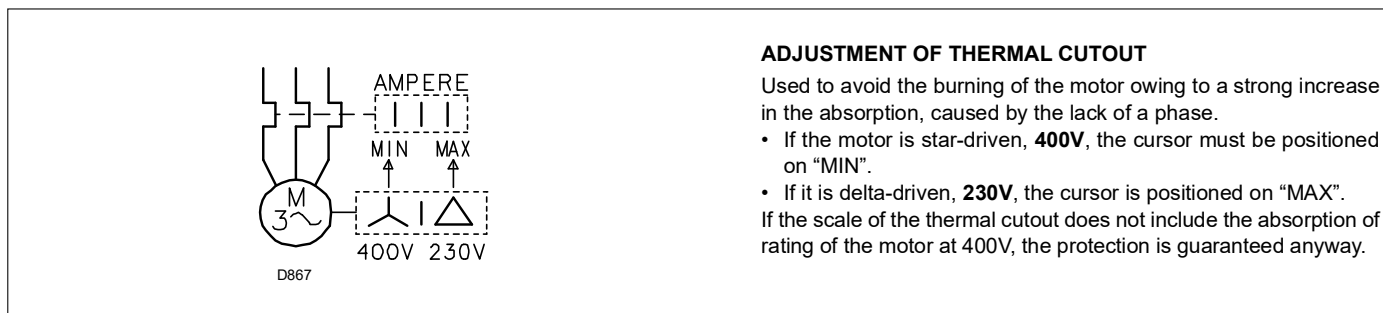 AMPERE
MIN MAX
M
3
400V 230V
D867
ADJUSTMENT OF THERMAL CUTOUT
Used to avoid the burning of the motor owing to a strong increase
in the absorption, caused by the lack of a phase.
• If the motor is star-driven, 400V, the cursor must be positioned
on “MIN”.
• If it is delta-driven, 230V, the cursor is positioned on “MAX”.
If the scale of the thermal cutout does not include the absorption of
rating of the motor at 400V, the protection is guaranteed anyway.